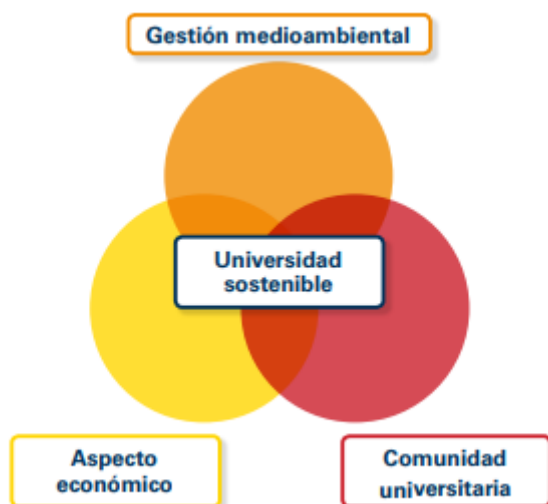 Gestión medioambiental
Universidad
sostenible
Aspecto
económico
Comunidad
universitaria